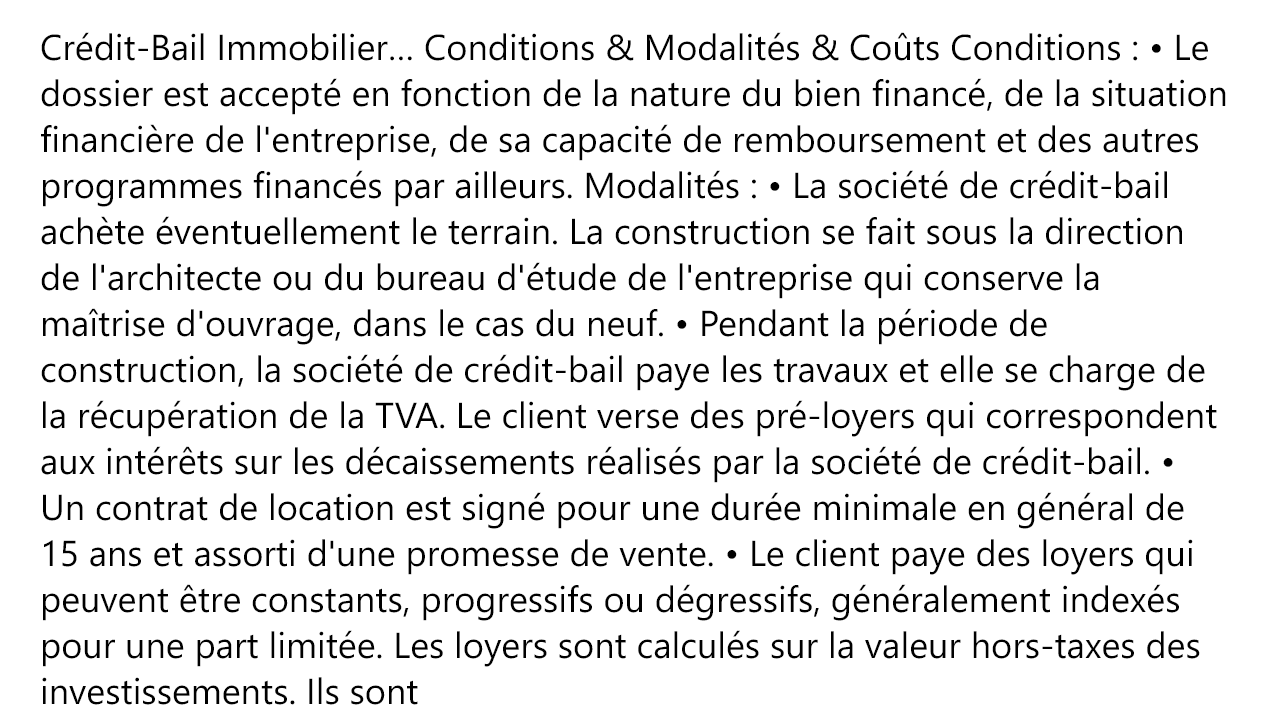 Crédit-Bail Immobilier... Conditions & Modalités & Coûts Conditions : • Le
dossier est accepté en fonction de la nature du bien financé, de la situation
financière de l'entreprise, de sa capacité de remboursement et des autres
programmes financés par ailleurs. Modalités : • La société de crédit-bail
achète éventuellement le terrain. La construction se fait sous la direction
de l'architecte ou du bureau d'étude de l'entreprise qui conserve la
maîtrise d'ouvrage, dans le cas du neuf. • Pendant la période de
construction, la société de crédit-bail paye les travaux et elle se charge de
la récupération de la TVA. Le client verse des pré-loyers qui correspondent
aux intérêts sur les décaissements réalisés par la société de crédit-bail. •
Un contrat de location est signé pour une durée minimale en général de
15 ans et assorti d'une promesse de vente. • Le client paye des loyers qui
peuvent être constants, progressifs ou dégressifs, généralement indexés
pour une part limitée. Les loyers sont calculés sur la valeur hors-taxes des
investissements. Ils sont